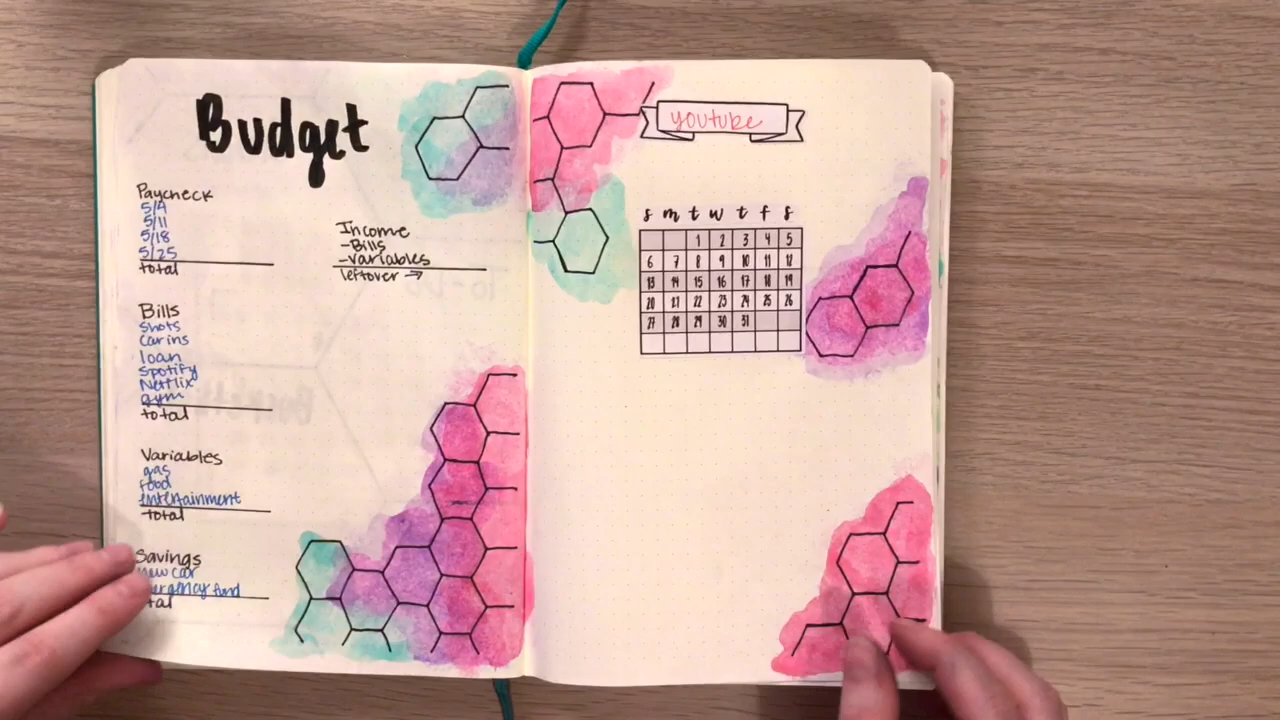 Budget
Paycheck
5/4
5/11
5/18
5/25
total
Income
-Bills
-variables
leftover →
Bills
shots
car ins
loan
spotify
Netflix
gym
total
Variables
gas
food
entertainment
total
Savings
new car
fund
youtube
s m t w t f s
1 2 3 4 5
6 7 8 9 10 11 12
13 14 15 16 17 18 19
20 21 22 23 24 25 26
27 28 29 30 31